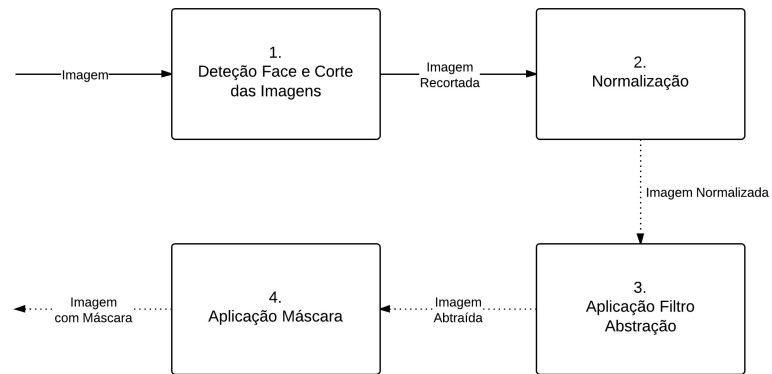 Imagem
1.
Deteção Face e Corte
das Imagens
Imagem
Recortada
2.
Normalização
Imagem Normalizada
3.
Aplicação Filtro
Abstração
Imagem
Abtraída
4.
Aplicação Máscara
Imagem
com Máscara